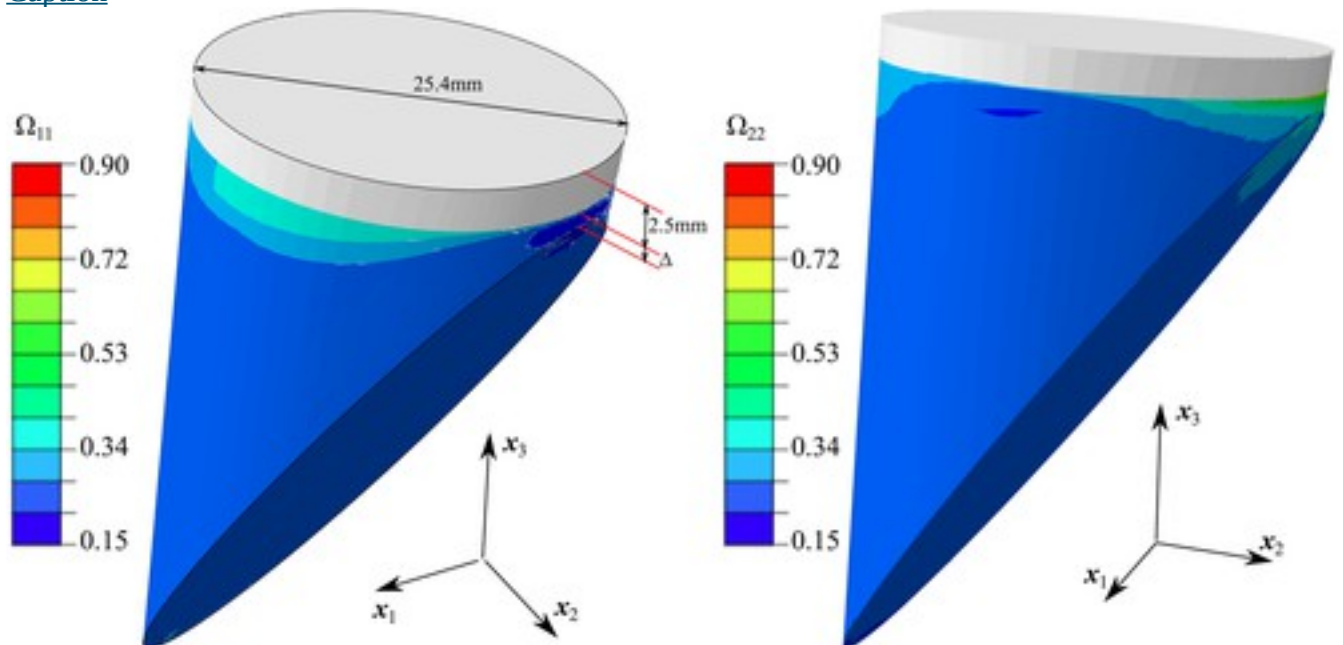 Caption
25.4mm
Ω11
0.90
0.72
0.53
0.34
0.15
2.5mm
Δ
x3
x1
x2
Ω22
0.90
0.72
0.53
0.34
0.15
x3
x1
x2